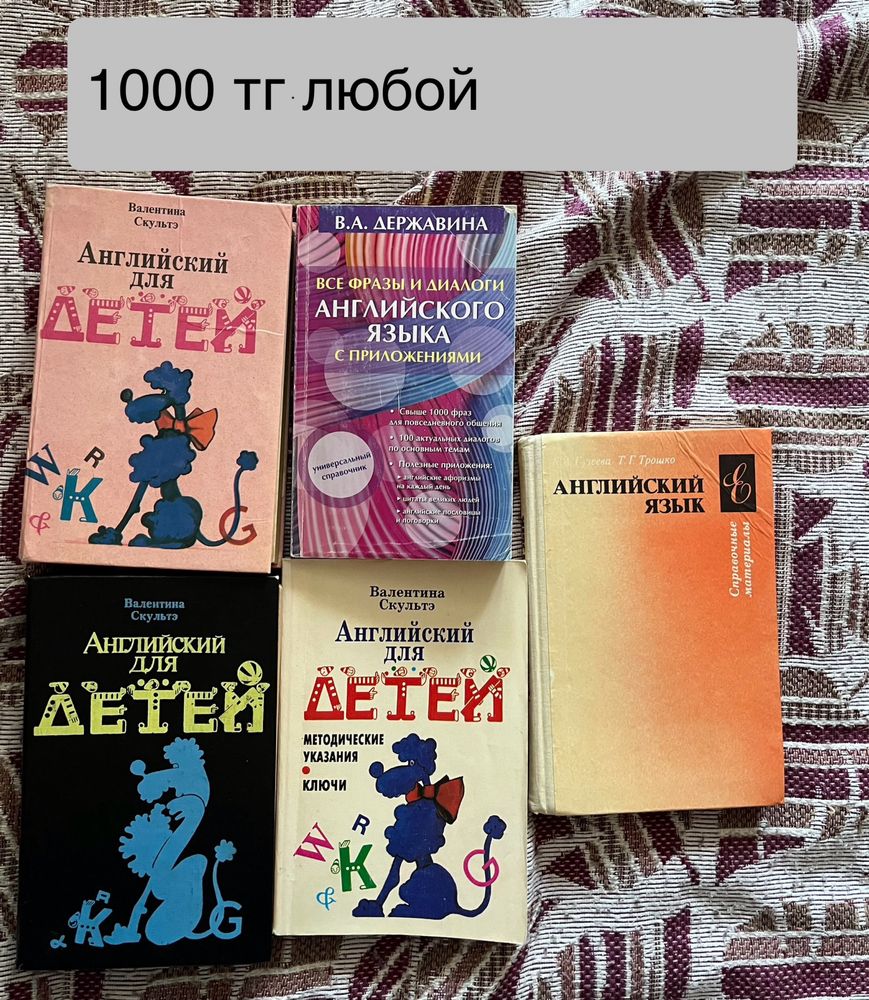 1000 тг любой
Валентина
Скультэ
Английский
для
ДЕТЕЙ
W R
K
&
G
В.А. ДЕРЖАВИНА
ВСЕ ФРАЗЫ И ДИАЛОГИ
АНГЛИЙСКОГО
ЯЗЫКА
С ПРИЛОЖЕНИЯМИ
• Свыше 1000 фраз
для повседневного общения
• 100 актуальных диалогов
по основным темам
• Полезные приложения:
▸ английские афоризмы
на каждый день
▸ цитаты великих людей
▸ английские пословицы
и поговорки
универсальный
справочник
Т. Г. Трошко
АНГЛИЙСКИЙ
ЯЗЫК
Е
Справочные
материалы
Валентина
Скультэ
Английский
для
ДЕТЕЙ
R
K
&
G
Валентина
Скультэ
Английский
для
ДЕТЕЙ
МЕТОДИЧЕСКИЕ
УКАЗАНИЯ
•
КЛЮЧИ
W R
K
&
G